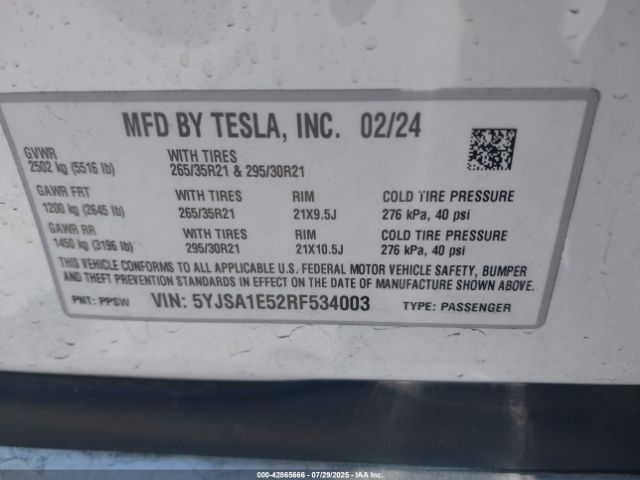 MFD BY TESLA, INC. 02/24
GVWR WITH TIRES
2502 kg (5516 lb) 265/35R21 & 295/30R21
GAWR FRT WITH TIRES RIM COLD TIRE PRESSURE
1200 kg (2645 lb) 265/35R21 21X9.5J 276 kPa, 40 psi
GAWR RR WITH TIRES RIM COLD TIRE PRESSURE
1450 kg (3196 lb) 295/30R21 21X10.5J 276 kPa, 40 psi
THIS VEHICLE CONFORMS TO ALL APPLICABLE U.S. FEDERAL MOTOR VEHICLE SAFETY, BUMPER
AND THEFT PREVENTION STANDARDS IN EFFECT ON THE DATE OF MANUFACTURE SHOWN ABOVE.
PNT: PPSW VIN: 5YJSA1E52RF534003 TYPE: PASSENGER
000-42865666 - 07/29/2025 - IAAI